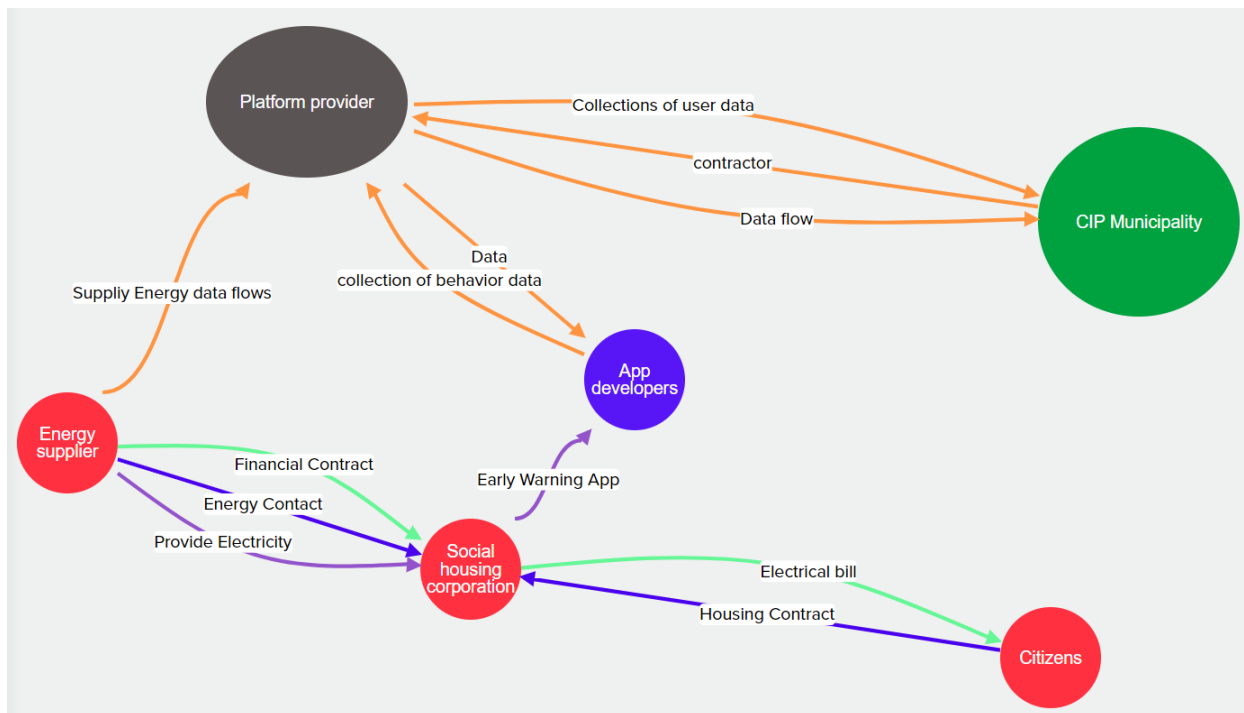 Platform provider
Collections of user data
contractor
Data flow
CIP Municipality
Data
collection of behavior data
Suppliy Energy data flows
App
developers
Energy
supplier
Financial Contract
Energy Contact
Provide Electricity
Early Warning App
Social
housing
corporation
Electrical bill
Housing Contract
Citizens